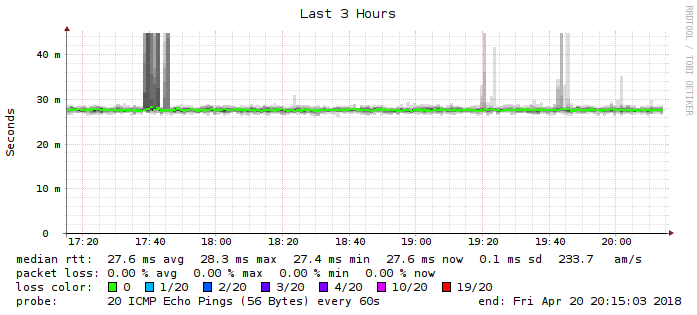 Last 3 Hours
RRDTOOL / TOBI OETIKER
Seconds
40 m
30 m
20 m
10 m
0
17:20 17:40 18:00 18:20 18:40 19:00 19:20 19:40 20:00
median rtt: 27.6 ms avg 28.3 ms max 27.4 ms min 27.6 ms now 0.1 ms sd 233.7 am/s
packet loss: 0.00 % avg 0.00 % max 0.00 % min 0.00 % now
loss color: 0 1/20 2/20 3/20 4/20 10/20 19/20
probe: 20 ICMP Echo Pings (56 Bytes) every 60s end: Fri Apr 20 20:15:03 2018